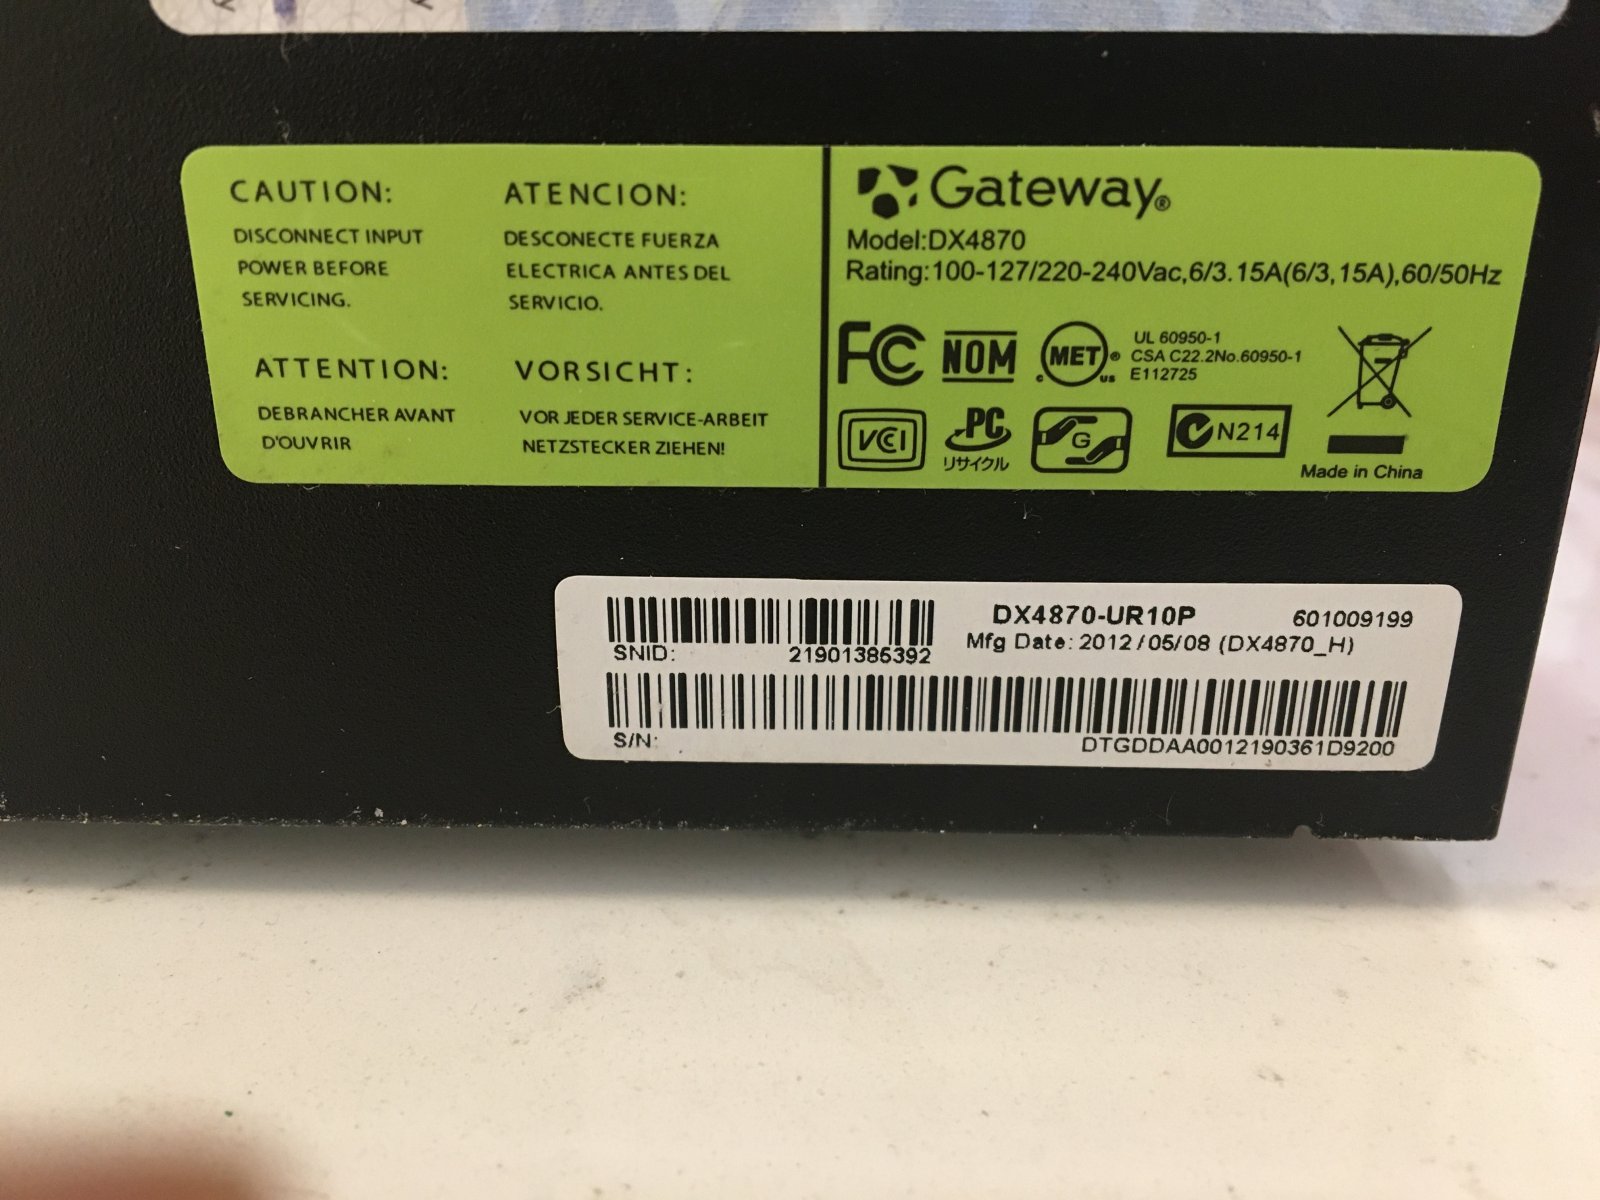 CAUTION:
DISCONNECT INPUT
POWER BEFORE
SERVICING.
ATENCION:
DESCONECTE FUERZA
ELECTRICA ANTES DEL
SERVICIO.
ATTENTION:
DEBRANCHER AVANT
D'OUVRIR
VORSICHT:
VOR JEDER SERVICE-ARBEIT
NETZSTECKER ZIEHEN!
Gateway®
Model:DX4870
Rating:100-127/220-240Vac,6/3.15A(6/3,15A),60/50Hz
FC
NOM
c MET us ®
UL 60950-1
CSA C22.2No.60950-1
E112725
VCCI
PC
リサイクル
G
N214
Made in China
DX4870-UR10P
601009199
Mfg Date: 2012/05/08 (DX4870_H)
SNID: 21901385392
S/N: DTGDDAA0012190361D9200